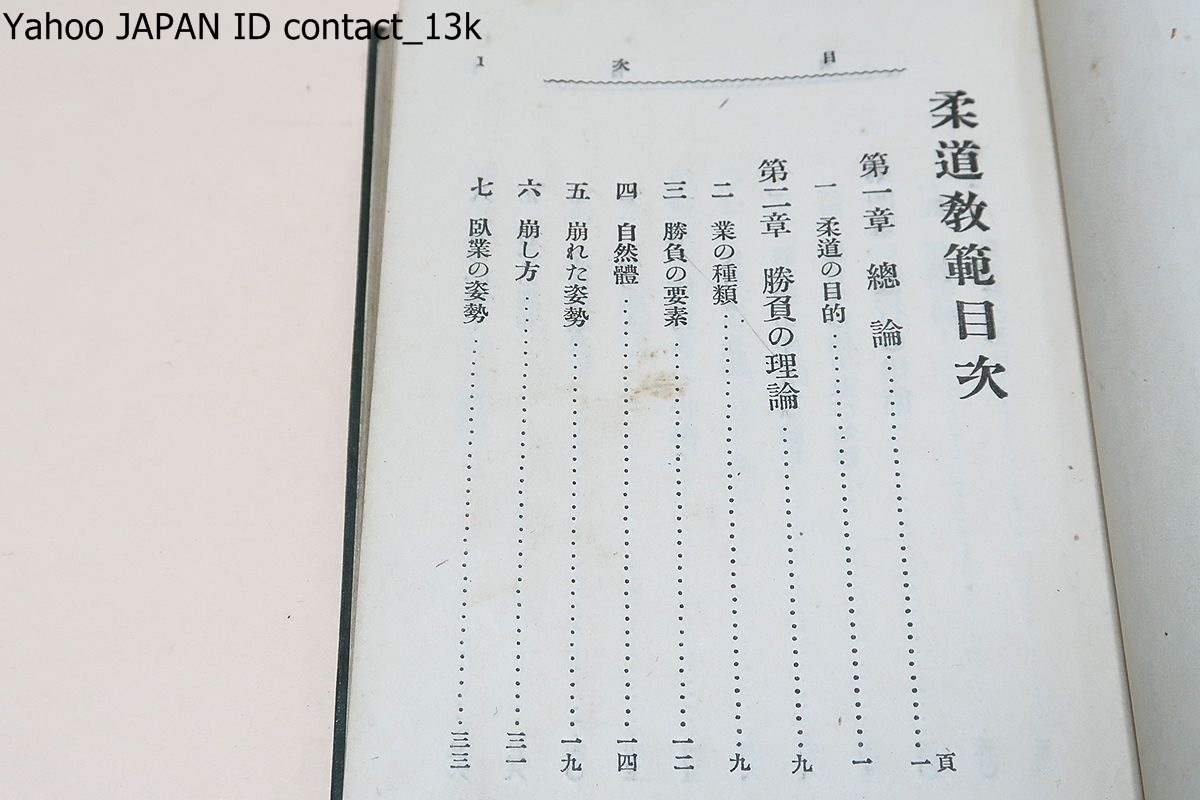 Yahoo JAPAN ID contact_13k
目次 1
柔道教範目次
第一章 總論……………一頁
一 柔道の目的……………一
第二章 勝負の理論……………九
二 業の種類……………九
三 勝負の要素……………一二
四 自然體……………一四
五 崩れた姿勢……………一九
六 崩し方……………三一
七 臥業の姿勢……………三三